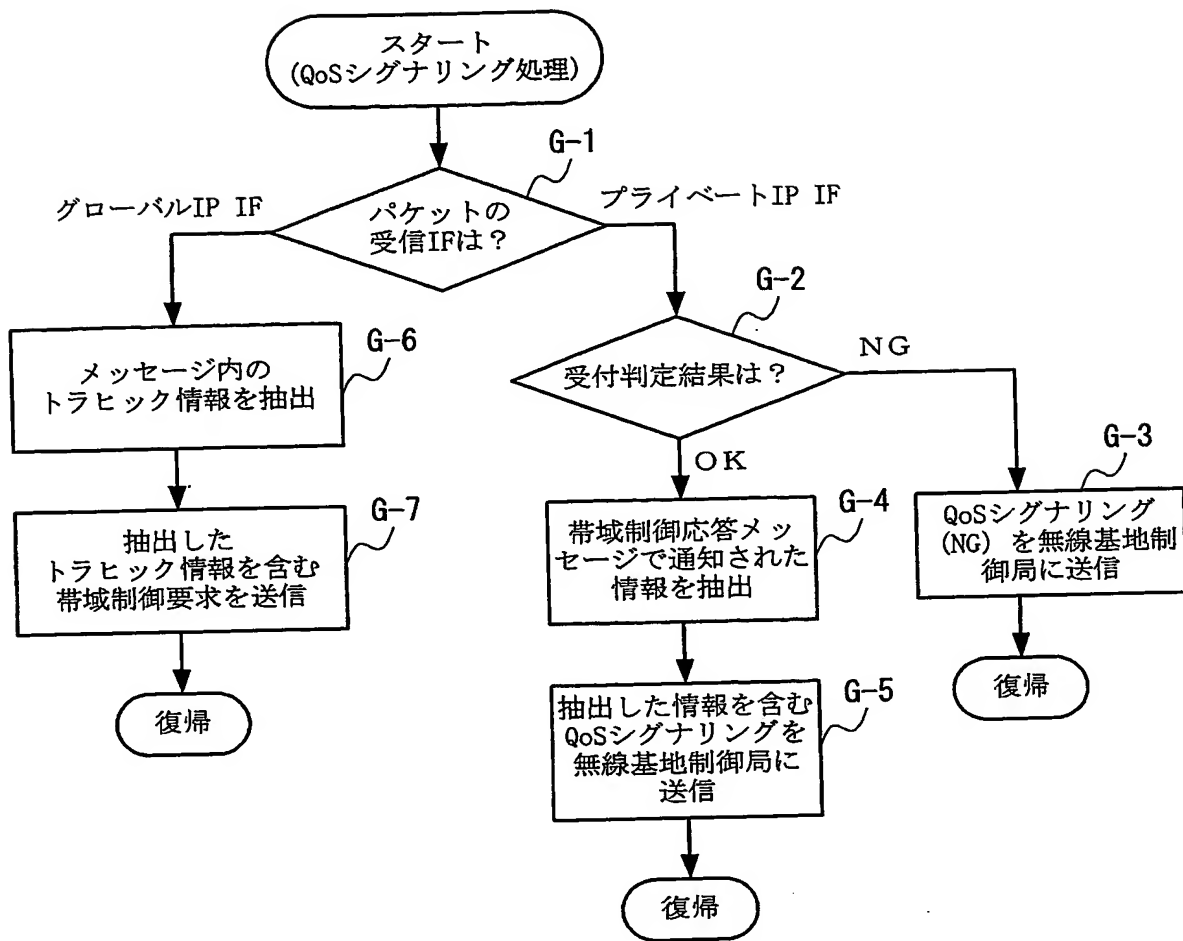 スタート
(QoSシグナリング処理)
G-1
グローバルIP IF
プライベートIP IF
パケットの
受信IFは？
G-2
G-6
メッセージ内の
トラヒック情報を抽出
受付判定結果は？
NG
OK
G-3
G-7
抽出した
トラヒック情報を含む
帯域制御要求を送信
G-4
帯域制御応答メッ
セージで通知された
情報を抽出
QoSシグナリング
(NG) を無線基地制
御局に送信
復帰
復帰
G-5
抽出した情報を含む
QoSシグナリングを
無線基地制御局に
送信
復帰